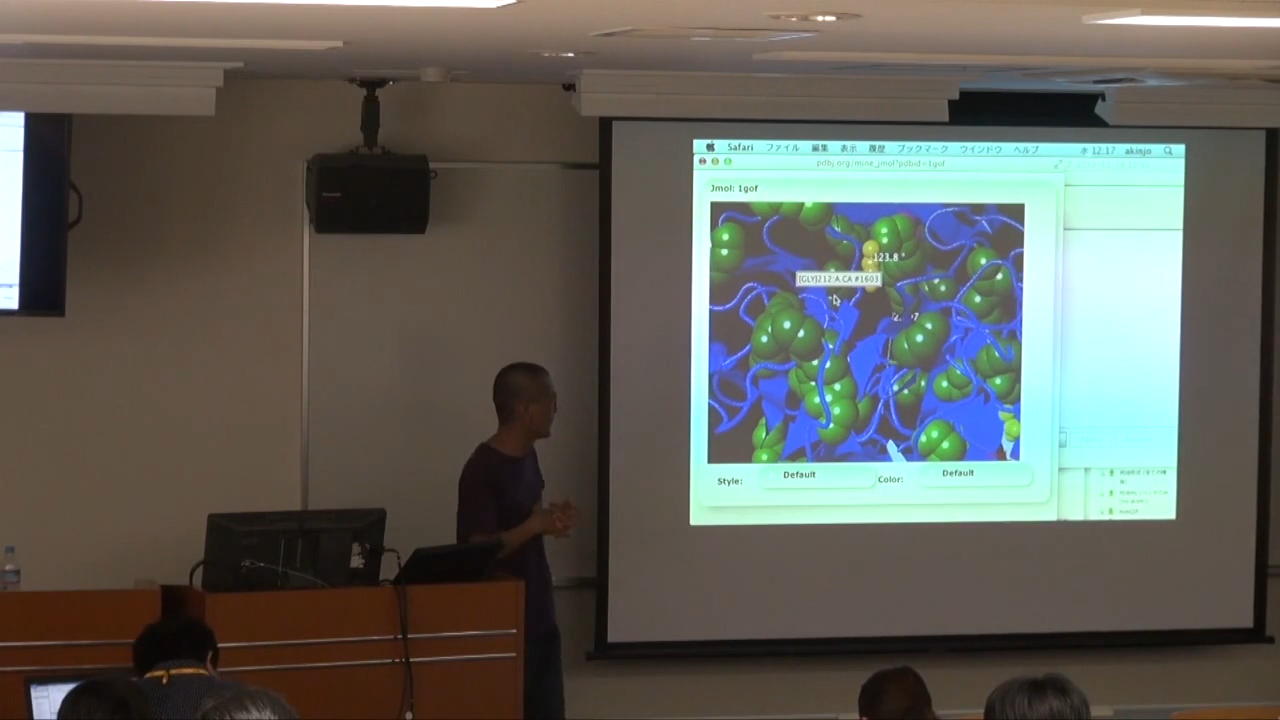 Safari ファイル 編集 表示 履歴 ブックマーク ウインドウ ヘルプ 水 12:17 akinjo
pdbj.org/mine_jmol?pdbid=1gof
Jmol: 1gof
123.8 °
[GLY]212:A.CA #1603
Style: Default Color: Default